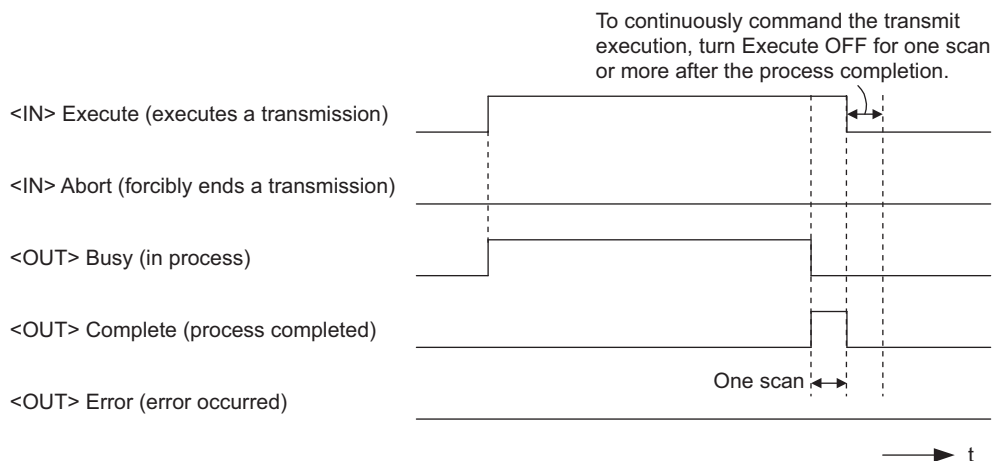 To continuously command the transmit
execution, turn Execute OFF for one scan
or more after the process completion.
<IN> Execute (executes a transmission)
<IN> Abort (forcibly ends a transmission)
<OUT> Busy (in process)
<OUT> Complete (process completed)
One scan
<OUT> Error (error occurred)
t